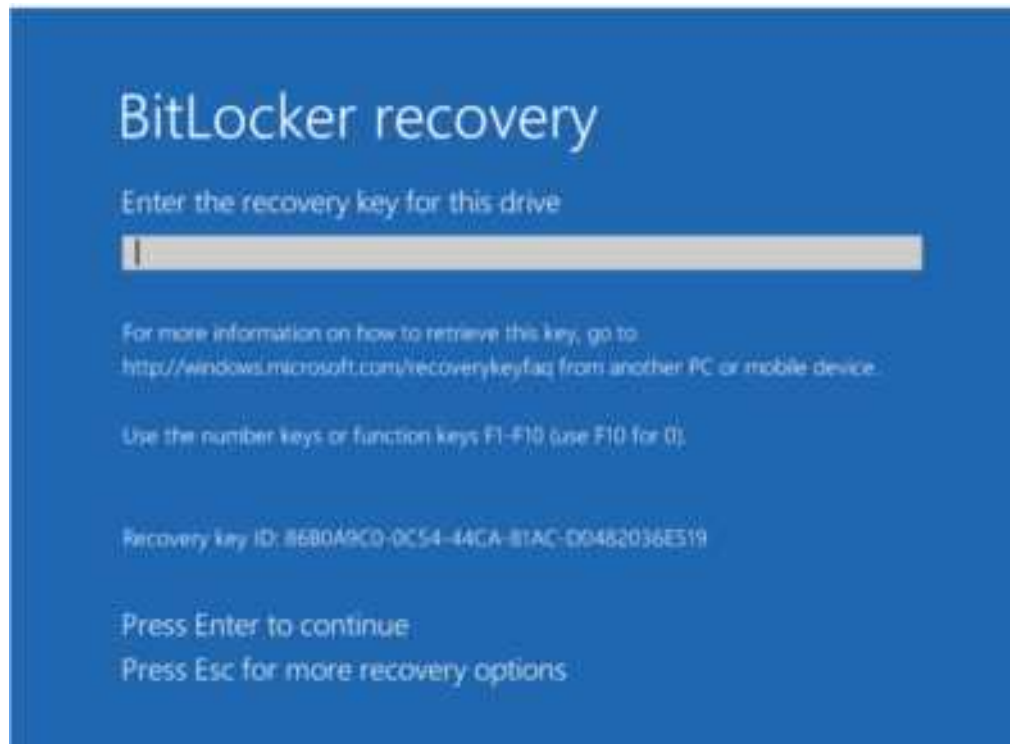 BitLocker recovery
Enter the recovery key for this drive
For more information on how to retrieve this key, go to
http://windows.microsoft.com/recoverykeyfaq from another PC or mobile device.
Use the number keys or function keys F1-F10 (use F10 for 0).
Recovery key ID: 86B0A9C0-0C54-44CA-81AC-D0482036E519
Press Enter to continue
Press Esc for more recovery options